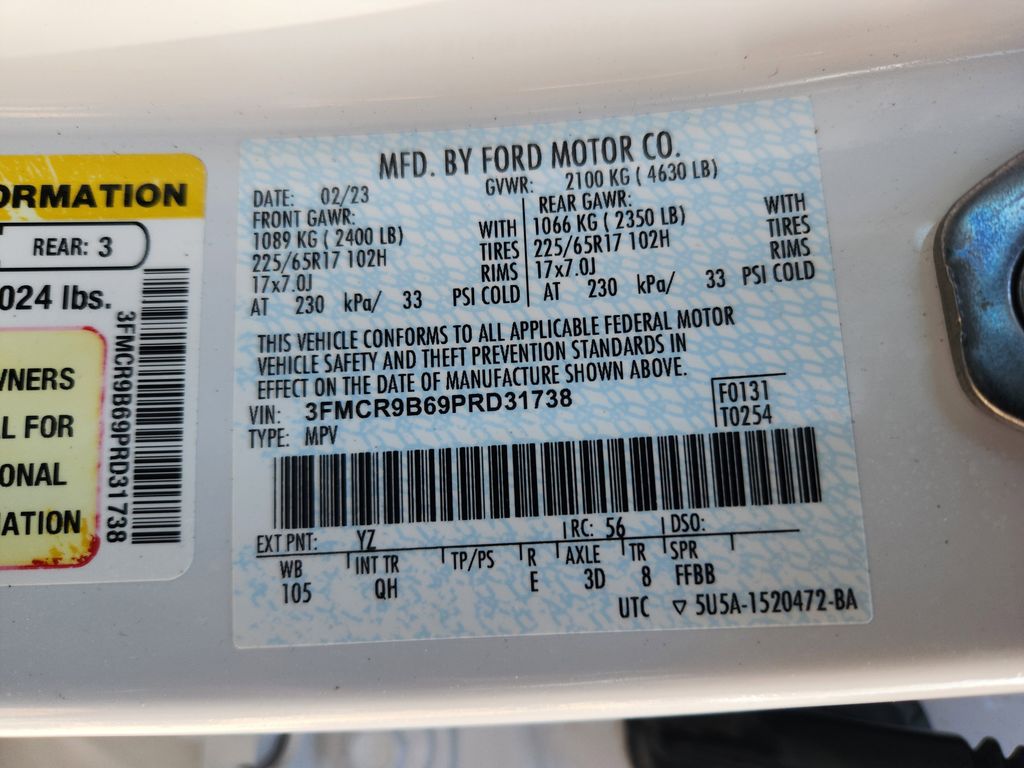 ORMATION
REAR: 3
024 lbs.
WNERS
L FOR
ONAL
ATION
3FMCR9B69PRD31738
MFD. BY FORD MOTOR CO.
DATE: 02/23 GVWR: 2100 KG ( 4630 LB)
FRONT GAWR: REAR GAWR:
1089 KG ( 2400 LB) WITH 1066 KG ( 2350 LB) WITH
225/65R17 102H TIRES 225/65R17 102H TIRES
17x7.0J RIMS 17x7.0J RIMS
AT 230 kPa/ 33 PSI COLD AT 230 kPa/ 33 PSI COLD
THIS VEHICLE CONFORMS TO ALL APPLICABLE FEDERAL MOTOR
VEHICLE SAFETY AND THEFT PREVENTION STANDARDS IN
EFFECT ON THE DATE OF MANUFACTURE SHOWN ABOVE.
VIN: 3FMCR9B69PRD31738 F0131
TYPE: MPV T0254
EXT PNT: YZ RC: 56 DSO:
WB INT TR TP/PS R AXLE TR SPR
105 QH E 3D 8 FFBB
UTC ▽ 5U5A-1520472-BA